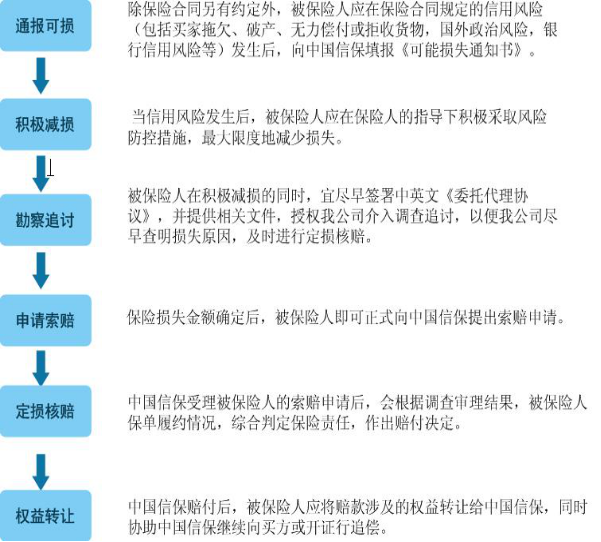 通报可损
除保险合同另有约定外，被保险人应在保险合同规定的信用风险
（包括买家拖欠、破产、无力偿付或拒收货物，国外政治风险，银
行信用风险等）发生后，向中国信保填报《可能损失通知书》。
积极减损
当信用风险发生后，被保险人应在保险人的指导下积极采取风险
防控措施，最大限度地减少损失。
勘察追讨
被保险人在积极减损的同时，宜尽早签署中英文《委托代理协
议》，并提供相关文件，授权我公司介入调查追讨，以便我公司尽
早查明损失原因，及时进行定损核赔。
申请索赔
保险损失金额确定后，被保险人即可正式向中国信保提出索赔申请。
定损核赔
中国信保受理被保险人的索赔申请后，会根据调查审理结果，被保险人
保单履约情况，综合判定保险责任，作出赔付决定。
权益转让
中国信保赔付后，被保险人应将赔款涉及的权益转让给中国信保，同时
协助中国信保继续向买方或开证行追偿。